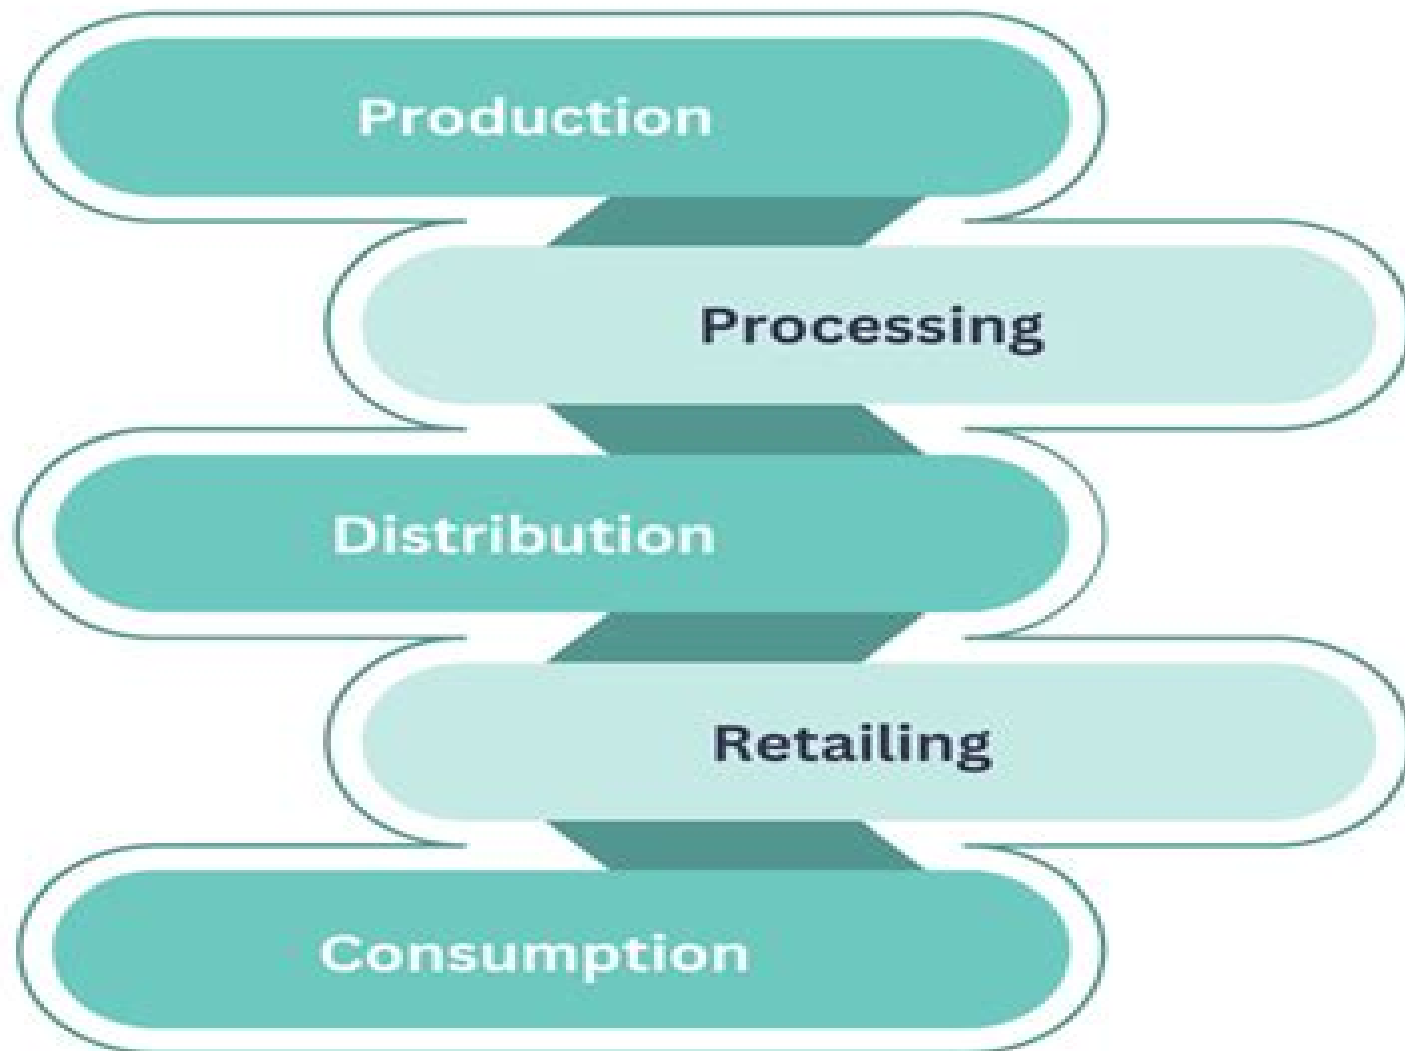 Production
Processing
Distribution
Retailing
Consumption